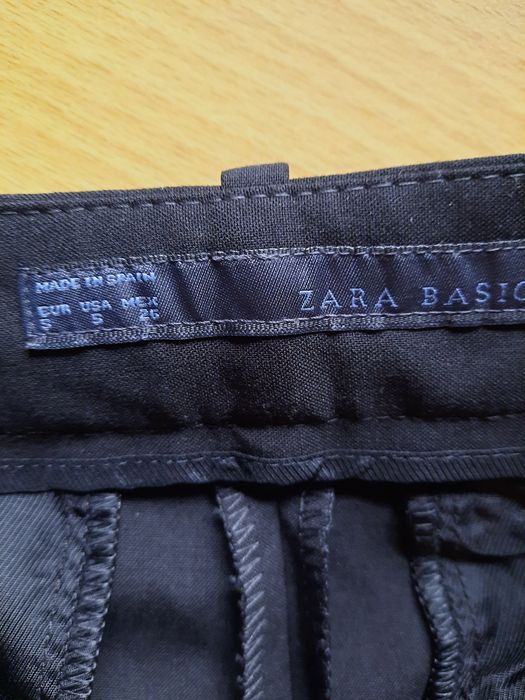 MADE IN SPAIN
EUR USA MEX
S S 26
ZARA BASIC